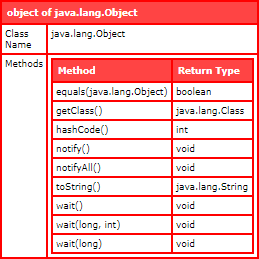 object of java.lang.Object
Class Name java.lang.Object
Methods
Method Return Type
equals(java.lang.Object) boolean
getClass() java.lang.Class
hashCode() int
notify() void
notifyAll() void
toString() java.lang.String
wait() void
wait(long, int) void
wait(long) void